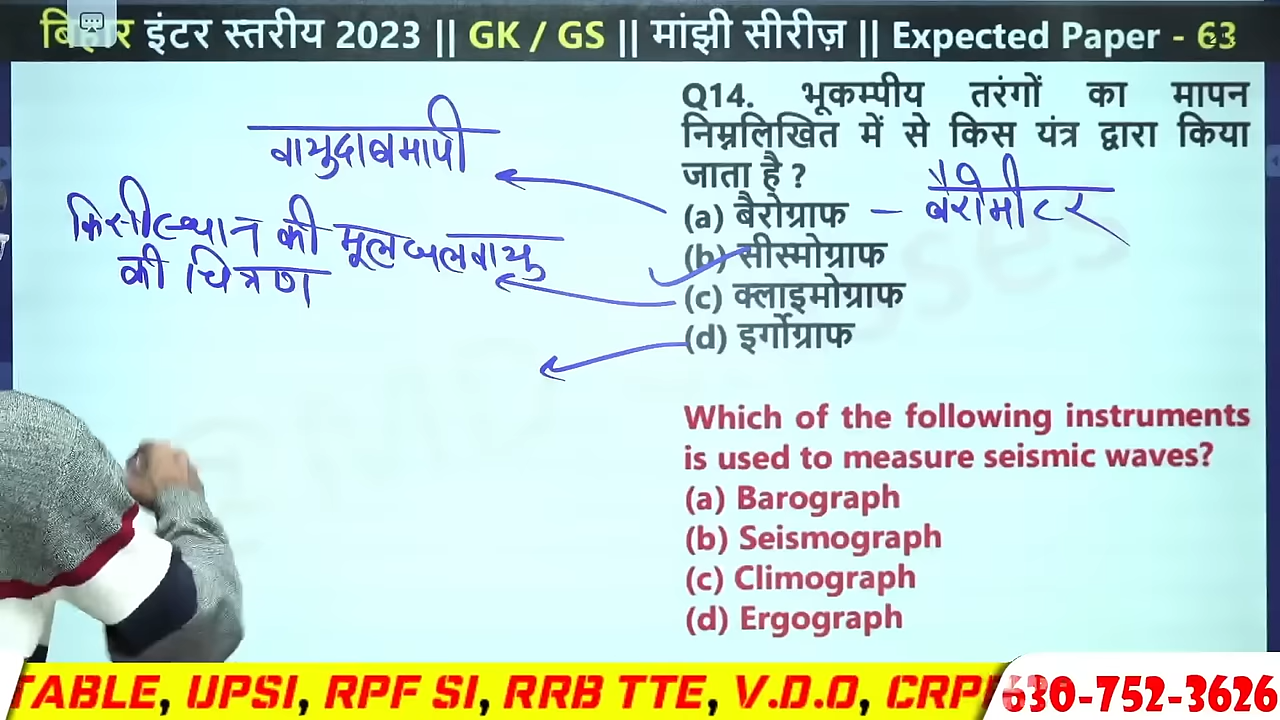 बिहार इंटर स्तरीय 2023 || GK / GS || मांझी सीरीज़ || Expected Paper - 63
Q14. भूकम्पीय तरंगों का मापन
निम्नलिखित में से किस यंत्र द्वारा किया
जाता है ?
(a) बैरोग्राफ - बैरोमीटर
(b) सीस्मोग्राफ
(c) क्लाइमोग्राफ
(d) इर्गोग्राफ
वायुदाबमापी
किसी स्थान की मूल जलवायु
की चित्रण
Which of the following instruments
is used to measure seismic waves?
(a) Barograph
(b) Seismograph
(c) Climograph
(d) Ergograph
TABLE, UPSI, RPF SI, RRB TTE, V.D.O, CRP
630-752-3626